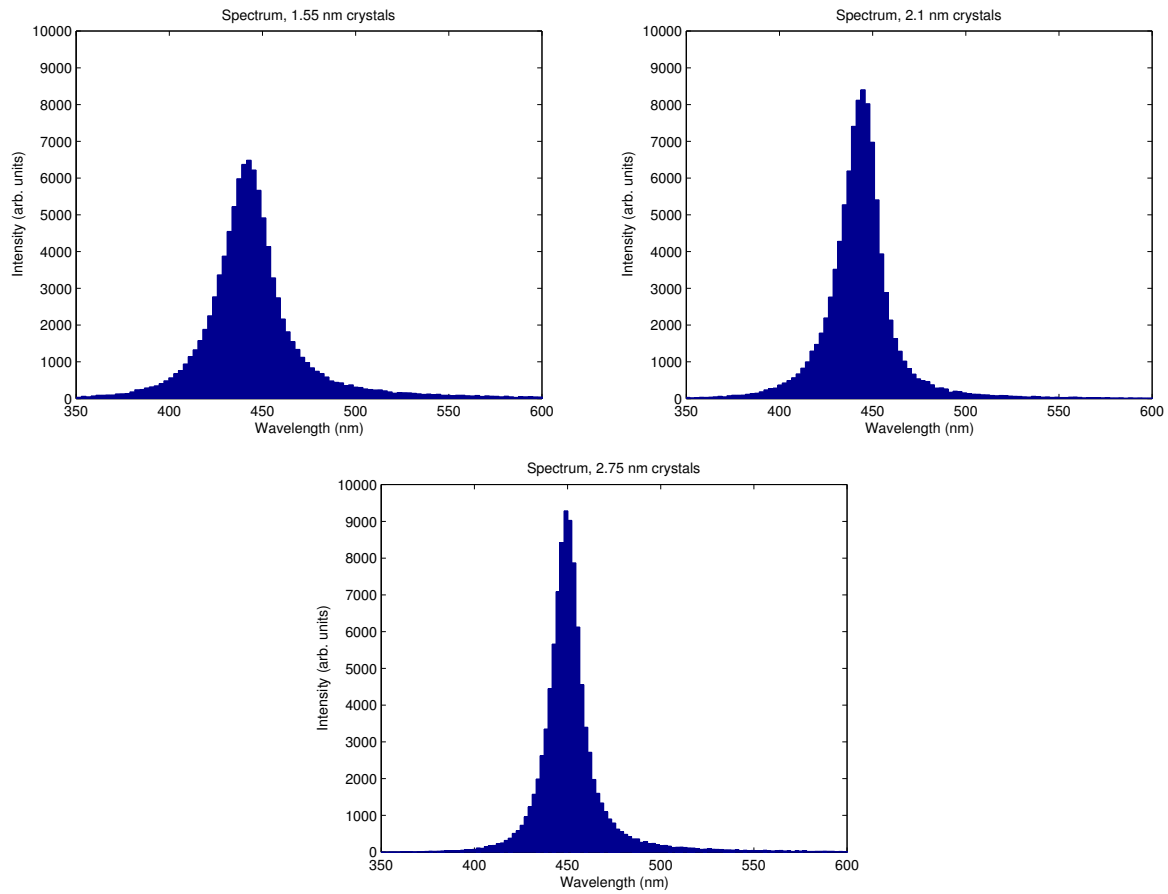 Spectrum, 1.55 nm crystals
10000
9000
8000
7000
6000
5000
4000
3000
2000
1000
0
Intensity (arb. units)
350 400 450 500 550 600
Wavelength (nm)
Spectrum, 2.1 nm crystals
10000
9000
8000
7000
6000
5000
4000
3000
2000
1000
0
Intensity (arb. units)
350 400 450 500 550 600
Wavelength (nm)
Spectrum, 2.75 nm crystals
10000
9000
8000
7000
6000
5000
4000
3000
2000
1000
0
Intensity (arb. units)
350 400 450 500 550 600
Wavelength (nm)